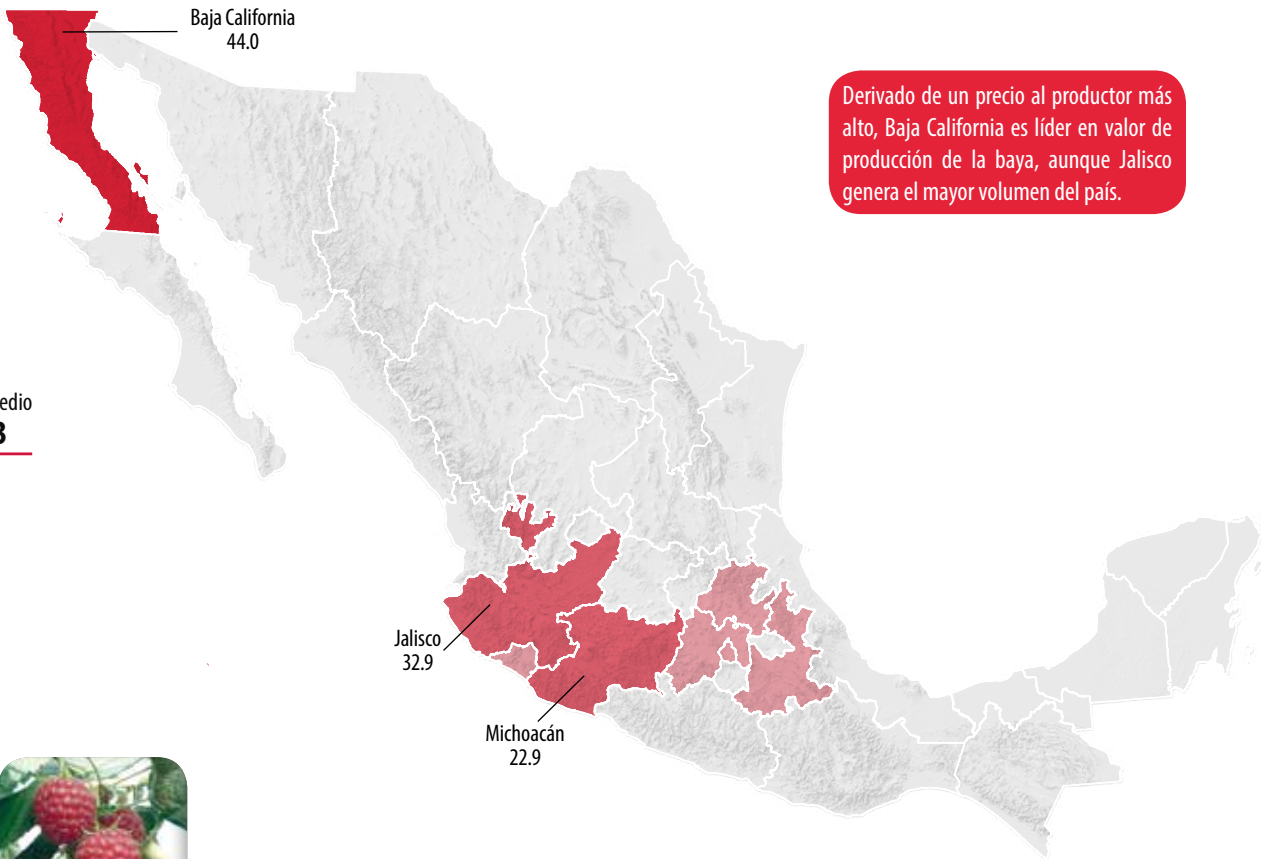 Baja California
44.0
Derivado de un precio al productor más
alto, Baja California es líder en valor de
producción de la baya, aunque Jalisco
genera el mayor volumen del país.
Jalisco
32.9
Michoacán
22.9